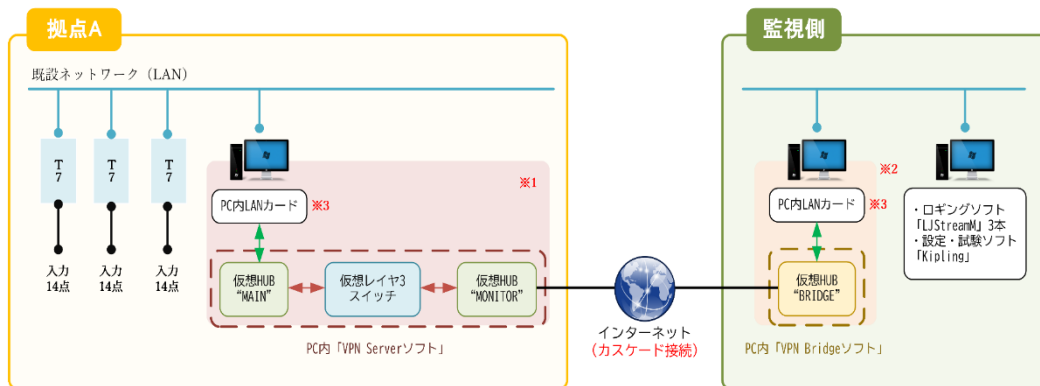 拠点A
監視側
既設ネットワーク（LAN）
T
7
T
7
T
7
※1
※2
PC内LANカード
※3
PC内LANカード
※3
・ロギングソフト
「LJStreamM」3本
・設定・試験ソフト
「Kipling」
入力
14点
入力
14点
入力
14点
仮想HUB
“MAIN”
仮想レイヤ3
スイッチ
仮想HUB
“MONITOR”
仮想HUB
“BRIDGE”
インターネット
（カスケード接続）
PC内「VPN Serverソフト」
PC内「VPN Bridgeソフト」